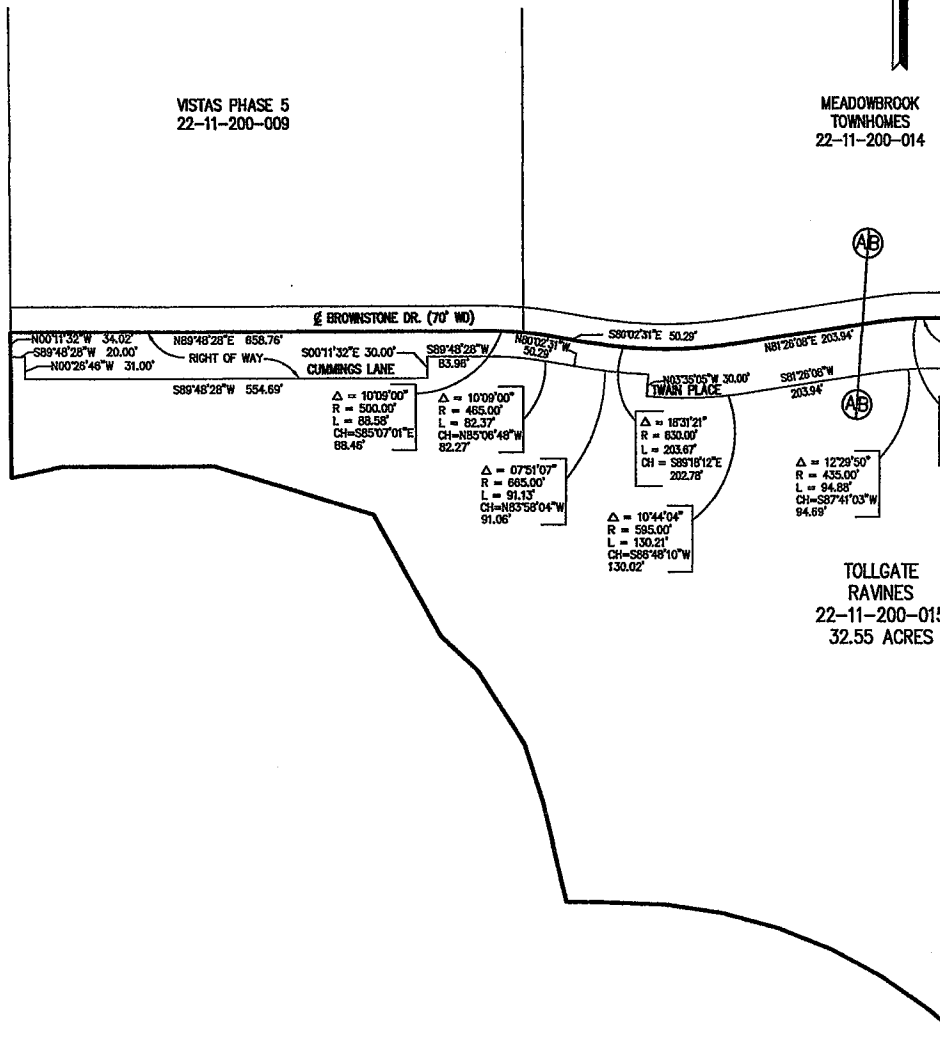 VISTAS PHASE 5
22-11-200-009
MEADOWBROOK
TOWNHOMES
22-11-200-014
A/B
℄ BROWNSTONE DR. (70' WD)
N00°11'32"W 34.02'
S89°48'28"W 20.00'
N00°26'46"W 31.00'
N89°48'28"E 658.76'
RIGHT OF WAY
S00°11'32"E 30.00'
CUMMINGS LANE
S89°48'28"W
83.98'
S89°48'28"W 554.69'
N80°02'31"W
50.29'
S80°02'31"E 50.29'
N81°26'08"E 203.94'
N03°35'05"W 30.00'
TWAIN PLACE
S81°26'08"W
203.94'
A/B
Δ = 10°09'00"
R = 500.00'
L = 88.58'
CH=S85°07'01"E
88.46'
Δ = 10°09'00"
R = 465.00'
L = 82.37'
CH=N85°06'48"W
82.27'
Δ = 07°51'07"
R = 665.00'
L = 91.13'
CH=N83°58'04"W
91.06'
Δ = 18°31'21"
R = 630.00'
L = 203.67'
CH = S89°18'12"E
202.78'
Δ = 10°44'04"
R = 595.00'
L = 130.21'
CH=S86°48'10"W
130.02'
Δ = 12°29'50"
R = 435.00'
L = 94.88'
CH=S87°41'03"W
94.69'
TOLLGATE
RAVINES
22-11-200-015
32.55 ACRES